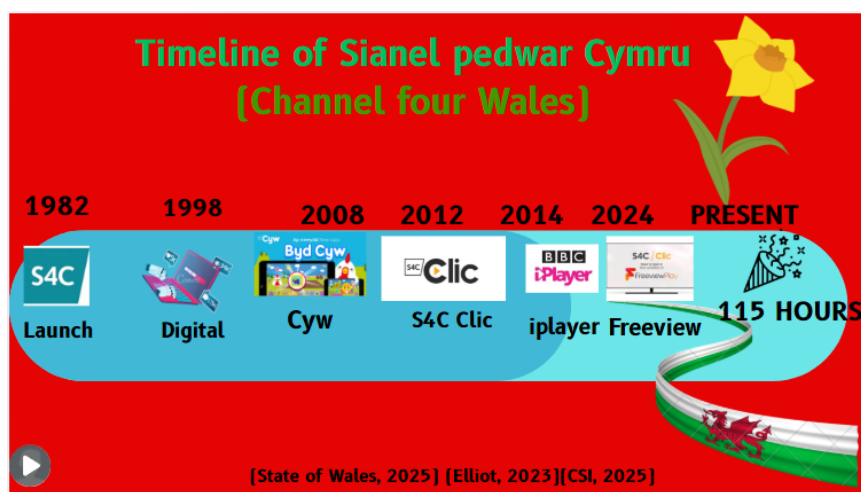 Timeline of Sianel pedwar Cymru
(Channel four Wales)
1982 1998 2008 2012 2014 2024 PRESENT
S4C
Cyw
Byd Cyw
S4C Clic
BBC
iPlayer
S4C / Clic
FreeviewPlay
Launch Digital Cyw S4C Clic iplayer Freeview 115 HOURS
[State of Wales, 2025] (Elliot, 2023)[CSI, 2025]